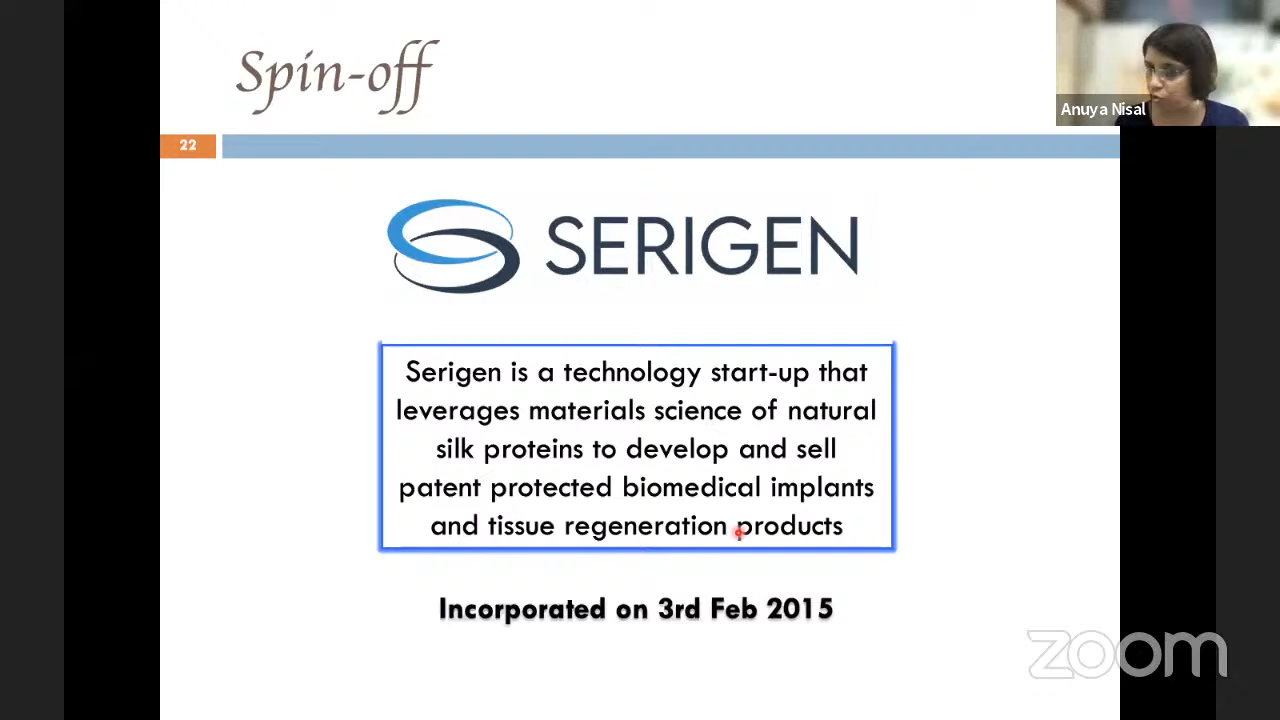 Spin-off
Anuya Nisal
22
SERIGEN
Serigen is a technology start-up that
leverages materials science of natural
silk proteins to develop and sell
patent protected biomedical implants
and tissue regeneration products
Incorporated on 3rd Feb 2015
zoom